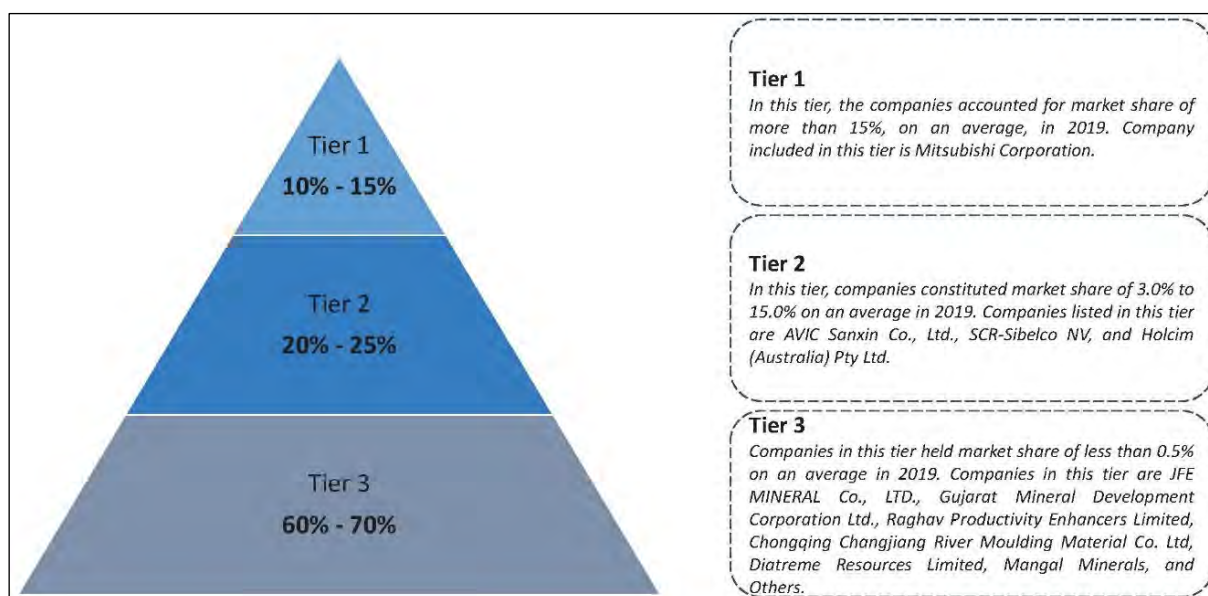 Tier 1
10% - 15%
Tier 2
20% - 25%
Tier 3
60% - 70%
Tier 1
In this tier, the companies accounted for market share of
more than 15%, on an average, in 2019. Company
included in this tier is Mitsubishi Corporation.
Tier 2
In this tier, companies constituted market share of 3.0% to
15.0% on an average in 2019. Companies listed in this tier
are AVIC Sanxin Co., Ltd., SCR-Sibelco NV, and Holcim
(Australia) Pty Ltd.
Tier 3
Companies in this tier held market share of less than 0.5%
on an average in 2019. Companies in this tier are JFE
MINERAL Co., LTD., Gujarat Mineral Development
Corporation Ltd., Raghav Productivity Enhancers Limited,
Chongqing Changjiang River Moulding Material Co. Ltd,
Diatreme Resources Limited, Mangal Minerals, and
Others.